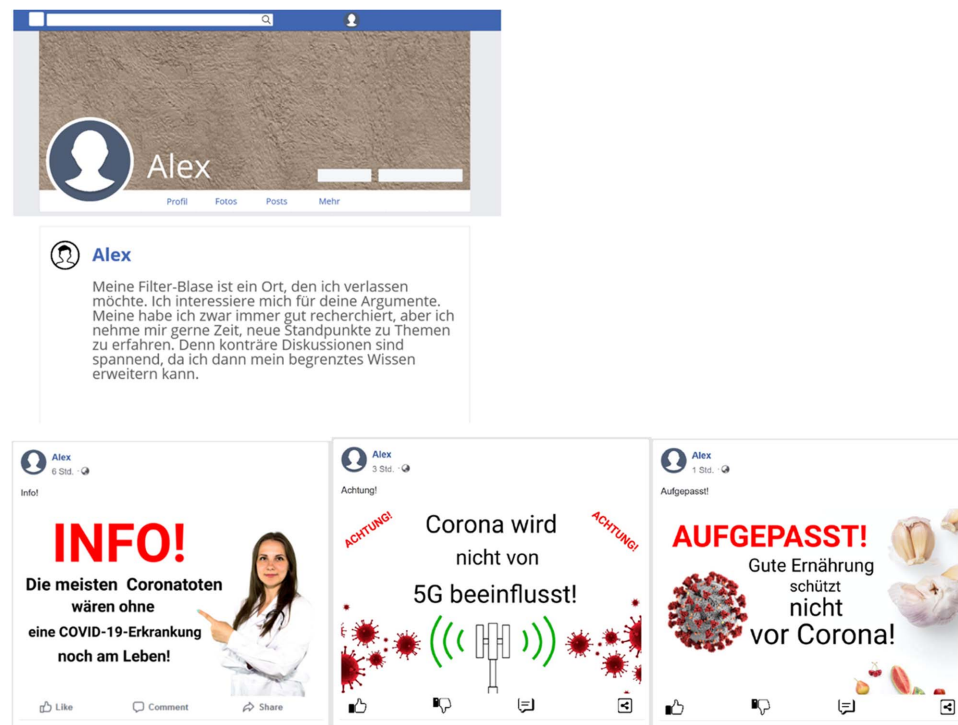 Alex
Profil Fotos Posts Mehr
Alex
Meine Filter-Blase ist ein Ort, den ich verlassen
möchte. Ich interessiere mich für deine Argumente.
Meine habe ich zwar immer gut recherchiert, aber ich
nehme mir gerne Zeit, neue Standpunkte zu Themen
zu erfahren. Denn konträre Diskussionen sind
spannend, da ich dann mein begrenztes Wissen
erweitern kann.
Alex
6 Std. ·
Info!
INFO!
Die meisten Coronatoten
wären ohne
eine COVID-19-Erkrankung
noch am Leben!
Like Comment Share
Alex
3 Std. ·
Achtung!
ACHTUNG!
ACHTUNG!
Corona wird
nicht von
5G beeinflusst!
Alex
1 Std. ·
Aufgepasst!
AUFGEPASST!
Gute Ernährung
schützt
nicht
vor Corona!